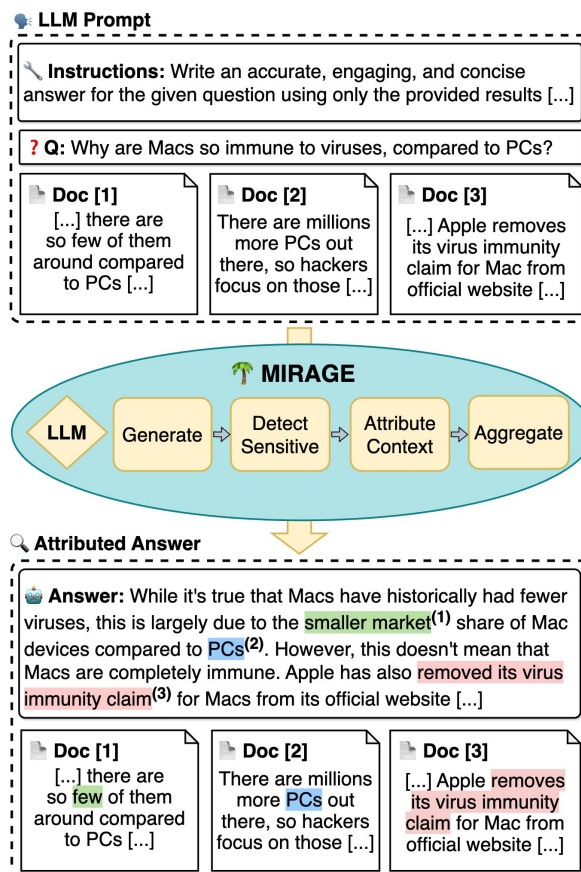 🗣️ LLM Prompt
🔧 Instructions: Write an accurate, engaging, and concise
answer for the given question using only the provided results [...]
❓ Q: Why are Macs so immune to viruses, compared to PCs?
Doc [1]
[...] there are
so few of them
around compared
to PCs [...]
Doc [2]
There are millions
more PCs out
there, so hackers
focus on those [...]
Doc [3]
[...] Apple removes
its virus immunity
claim for Mac from
official website [...]
🌴 MIRAGE
LLM
Generate
Detect
Sensitive
Attribute
Context
Aggregate
🔍 Attributed Answer
🤖 Answer: While it's true that Macs have historically had fewer
viruses, this is largely due to the smaller market(1) share of Mac
devices compared to PCs(2). However, this doesn't mean that
Macs are completely immune. Apple has also removed its virus
immunity claim(3) for Macs from its official website [...]
Doc [1]
[...] there are
so few of them
around compared
to PCs [...]
Doc [2]
There are millions
more PCs out
there, so hackers
focus on those [...]
Doc [3]
[...] Apple removes
its virus immunity
claim for Mac from
official website [...]